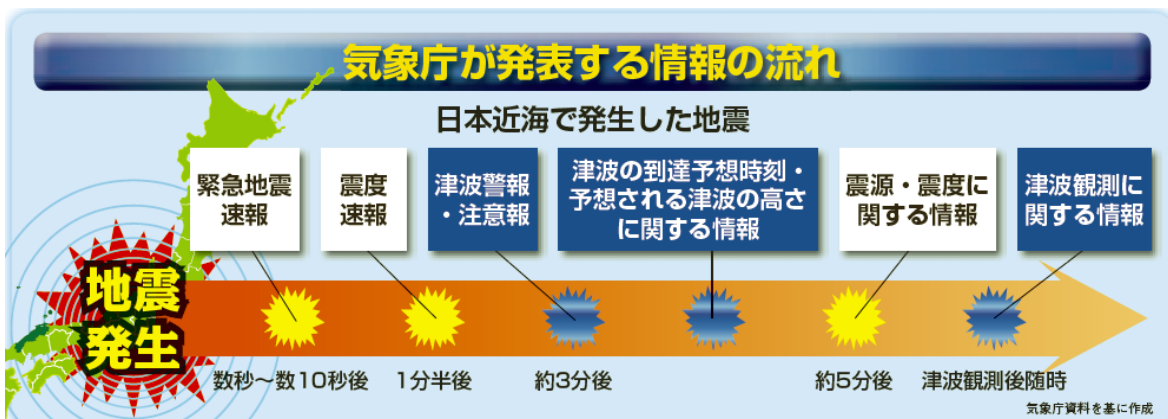 気象庁が発表する情報の流れ
日本近海で発生した地震
緊急地震
速報
震度
速報
津波警報
・注意報
津波の到達予想時刻・
予想される津波の高さ
に関する情報
震源・震度に
関する情報
津波観測に
関する情報
地震
発生
数秒～数10秒後
1分半後
約3分後
約5分後
津波観測後随時
気象庁資料を基に作成